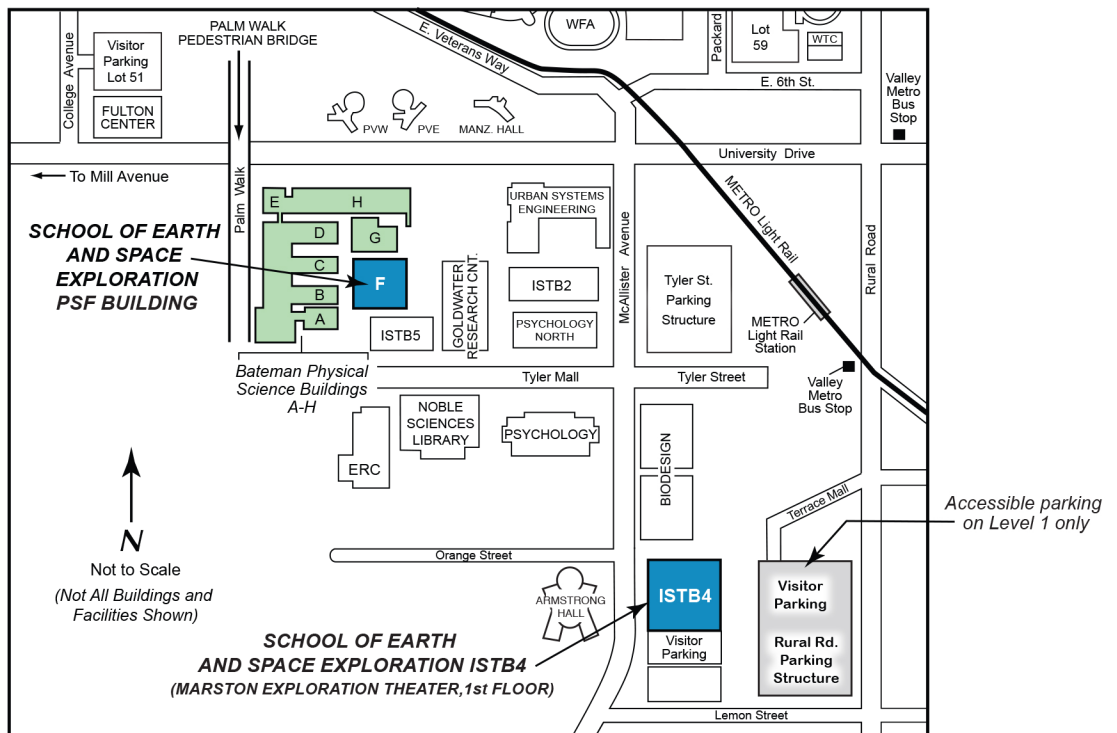 PALM WALK
PEDESTRIAN BRIDGE
College Avenue
Visitor
Parking
Lot 51
FULTON
CENTER
E. Veterans Way
WFA
Packard
Lot
59
WTC
E. 6th St.
Valley
Metro
Bus
Stop
PVW
PVE
MANZ. HALL
University Drive
To Mill Avenue
Palm Walk
E
H
D
G
C
F
B
A
SCHOOL OF EARTH
AND SPACE
EXPLORATION
PSF BUILDING
URBAN SYSTEMS
ENGINEERING
GOLDWATER
RESEARCH CNT.
ISTB2
ISTB5
PSYCHOLOGY
NORTH
McAllister Avenue
Tyler St.
Parking
Structure
METRO Light Rail
Rural Road
METRO
Light Rail
Station
Bateman Physical
Science Buildings
A-H
Tyler Mall
Tyler Street
Valley
Metro
Bus Stop
NOBLE
SCIENCES
LIBRARY
PSYCHOLOGY
ERC
BIODESIGN
Terrace Mall
Accessible parking
on Level 1 only
N
Not to Scale
(Not All Buildings and
Facilities Shown)
Orange Street
ARMSTRONG
HALL
ISTB4
Visitor
Parking
Visitor
Parking
Rural Rd.
Parking
Structure
SCHOOL OF EARTH
AND SPACE EXPLORATION ISTB4
(MARSTON EXPLORATION THEATER,1st FLOOR)
Lemon Street